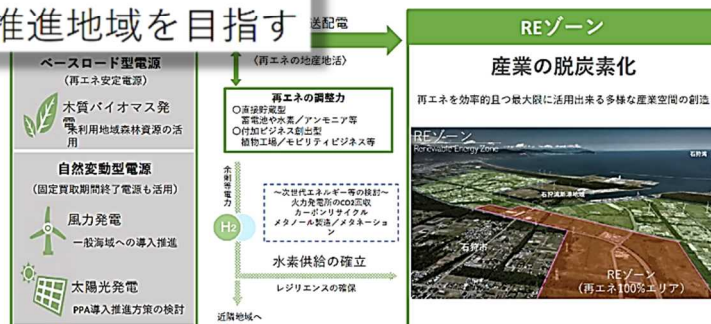 推進地域を目指す
送配電
(再エネの地産地活)
ベースロード型電源
(再エネ安定電源)
木質バイオマス発
電
未利用地域森林資源の活
用
自然変動型電源
(固定買取期間終了電源も活用)
風力発電
一般海域への導入推進
太陽光発電
PPA導入推進方策の検討
再エネの調整力
○直接貯蔵型
蓄電池や水素/アンモニア等
○付加ビジネス創出型
植物工場/モビリティビジネス等
余剰等電力
H2
~次世代エネルギー等の検討~
火力発電所のCO2回収
カーボンリサイクル
メタノール製造/メタネーショ
ン
水素供給の確立
レジリエンスの確保
近隣地域へ
REゾーン
産業の脱炭素化
再エネを効率的且つ最大限に活用出来る多様な産業空間の創造
REゾーン
Renewable Energy Zone
石狩湾
石狩湾新港地域
石狩市
REゾーン
(再エネ100%エリア)